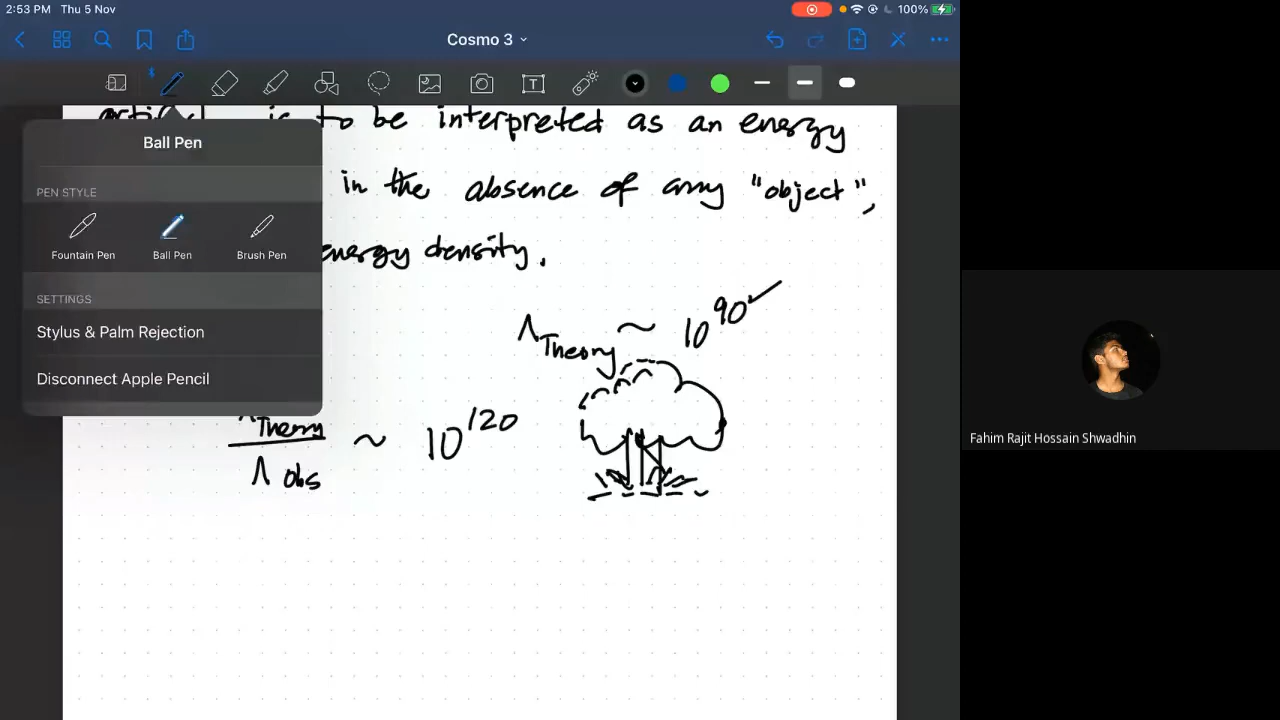 2:53 PM Thu 5 Nov
100%
Cosmo 3
is to be interpreted as an energy
Ball Pen
PEN STYLE
in the absence of any "object",
Fountain Pen
Ball Pen
Brush Pen
energy density.
SETTINGS
Stylus & Palm Rejection
Λ Theory ~ 10^90
Disconnect Apple Pencil
Λ Theory
~ 10^120
Λ obs
Fahim Rajit Hossain Shwadhin